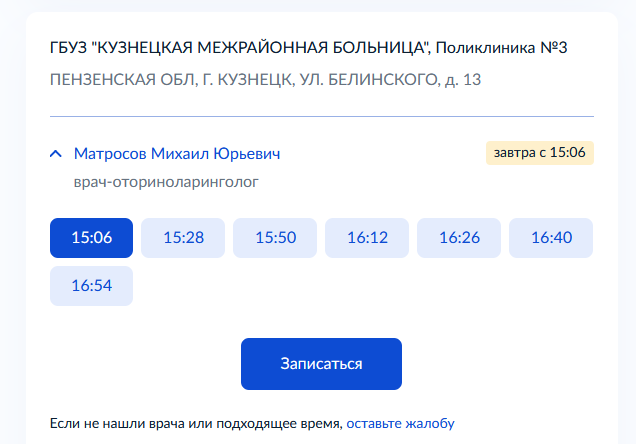 ГБУЗ "КУЗНЕЦКАЯ МЕЖРАЙОННАЯ БОЛЬНИЦА", Поликлиника №3
ПЕНЗЕНСКАЯ ОБЛ, Г. КУЗНЕЦК, УЛ. БЕЛИНСКОГО, д. 13
Матросов Михаил Юрьевич завтра с 15:06
врач-оториноларинголог
15:06 15:28 15:50 16:12 16:26 16:40
16:54
Записаться
Если не нашли врача или подходящее время, оставьте жалобу